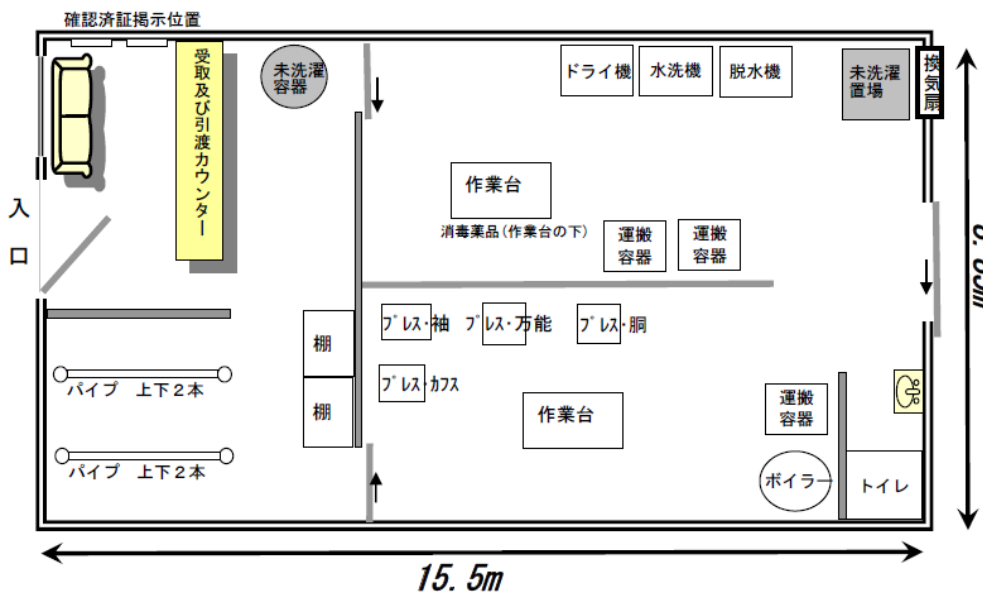 確認済証掲示位置
受取及び引渡カウンター
未洗濯
容器
ドライ機
水洗機
脱水機
未洗濯
置場
換気扇
入
口
作業台
消毒薬品(作業台の下)
運搬
容器
運搬
容器
棚
棚
プレス・袖
プレス・万能
プレス・胴
プレス・カフス
作業台
運搬
容器
パイプ 上下2本
パイプ 上下2本
ボイラー
トイレ
15.5m